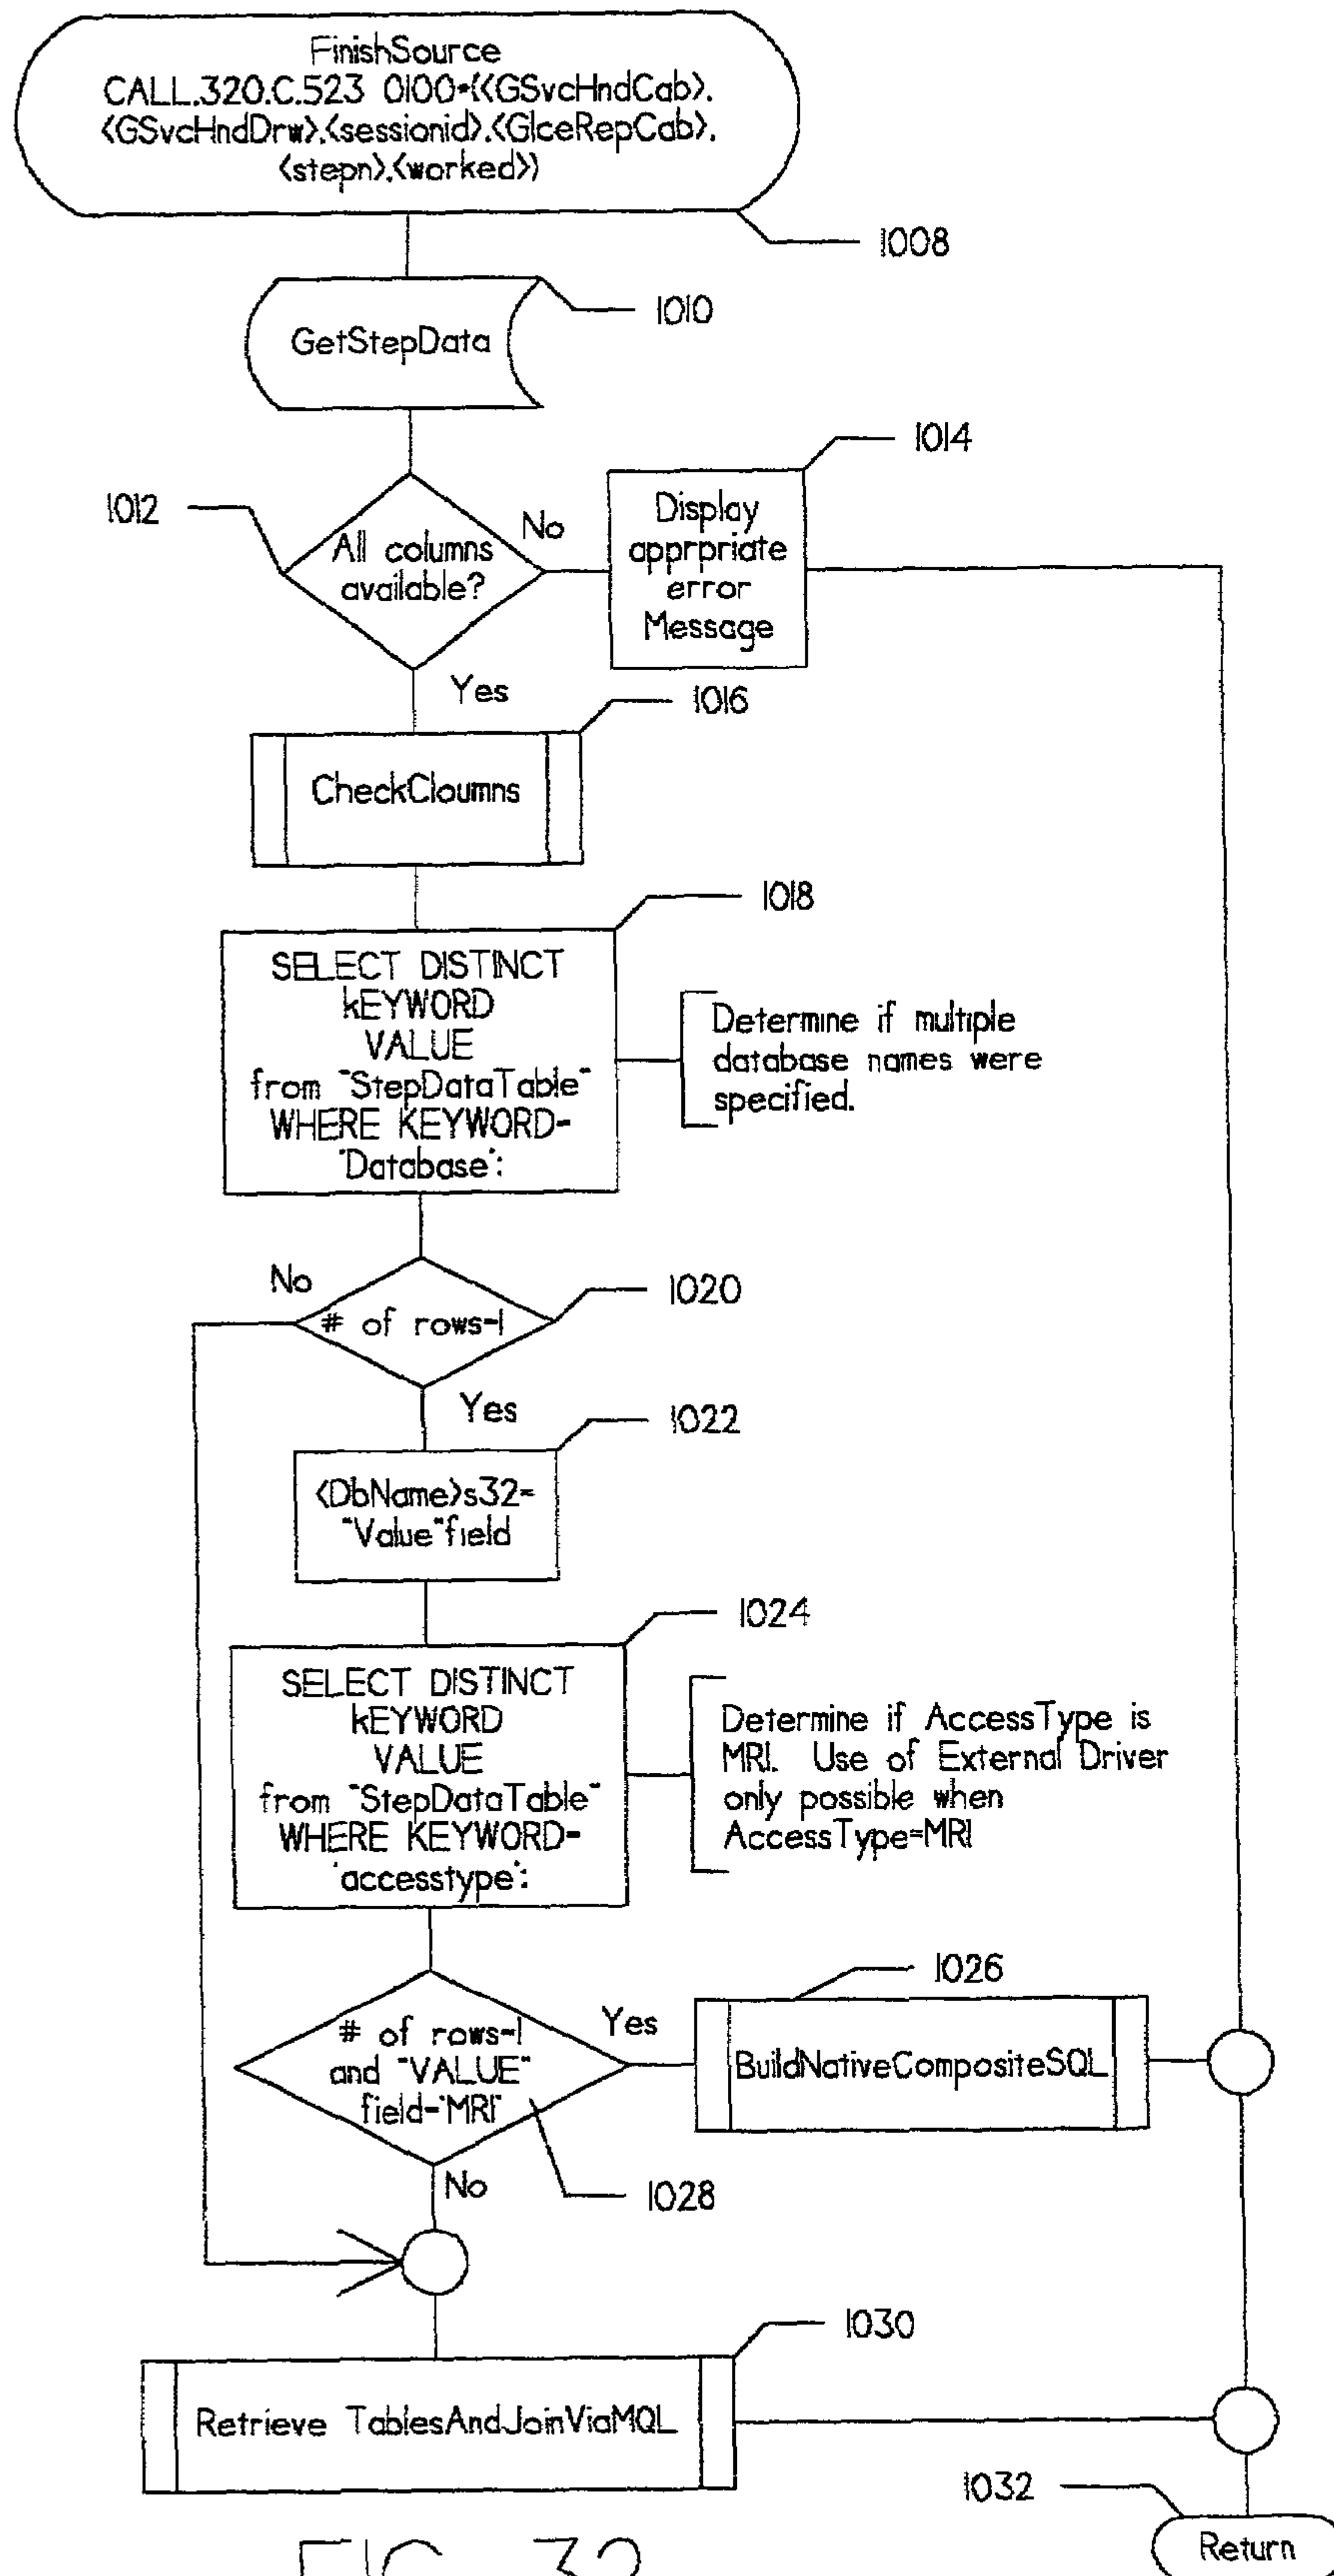 FinishSource
CALL.320.C.523 0100=(<GSvcHndCab>.
<GSvcHndDrw>.<sessionid>.<GIceRepCab>.
<stepn>.<worked>)
1008
GetStepData
1010
1012
All columns
available?
No
Yes
1014
Display
apprpriate
error
Message
1016
CheckCloumns
1018
SELECT DISTINCT
kEYWORD
VALUE
from "StepDataTable"
WHERE KEYWORD=
'Database':
Determine if multiple
database names were
specified.
No
1020
# of rows=1
Yes
1022
<DbName>s32=
"Value"field
1024
SELECT DISTINCT
kEYWORD
VALUE
from "StepDataTable"
WHERE KEYWORD=
'accesstype':
Determine if AccessType is
MRI. Use of External Driver
only possible when
AccessType=MRI
# of rows=1
and "VALUE"
field="MRI"
Yes
1026
BuildNativeCompositeSQL
No
1028
1030
Retrieve TablesAndJoinViaMQL
1032
Return
FIG. 32